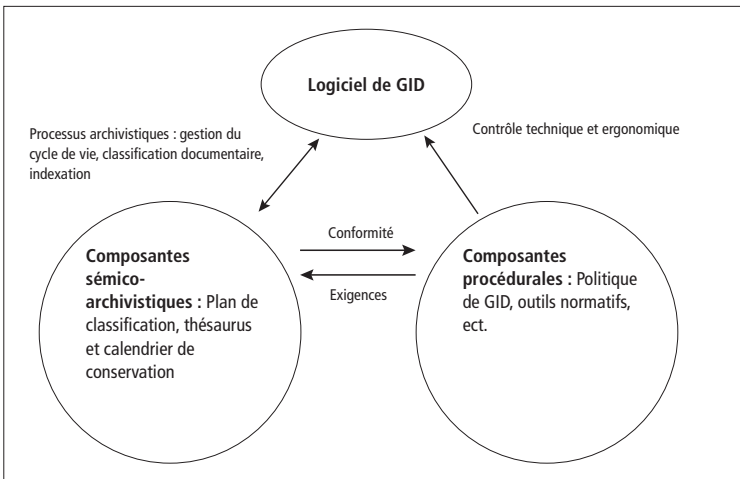 Logiciel de GID
Processus archivistiques : gestion du
cycle de vie, classification documentaire,
indexation
Contrôle technique et ergonomique
Conformité
Exigences
Composantes
sémico-
archivistiques : Plan de
classification, thésaurus
et calendrier de
conservation
Composantes
procédurales : Politique
de GID, outils normatifs,
ect.